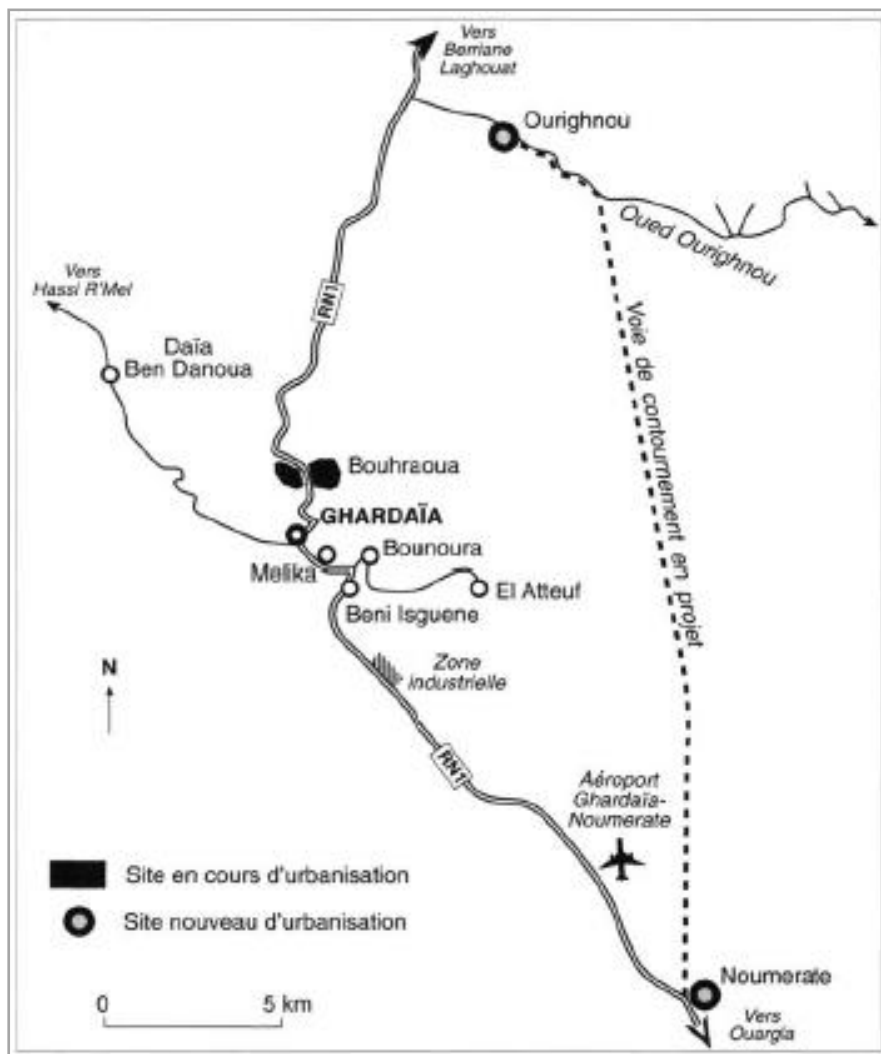 Vers
Berriane
Laghouat
Ourighnou
Oued Ourighnou
Vers
Hassi R'Mel
RN1
Daïa
Ben Danoua
Voie de contournement en projet
Bouhraoua
GHARDAÏA
Bounoura
Melika
El Atteuf
Beni Isguene
N
Zone
industrielle
RN1
Aéroport
Ghardaïa-
Noumerate
Site en cours d'urbanisation
Site nouveau d'urbanisation
Noumerate
0 5 km
Vers
Ouargla